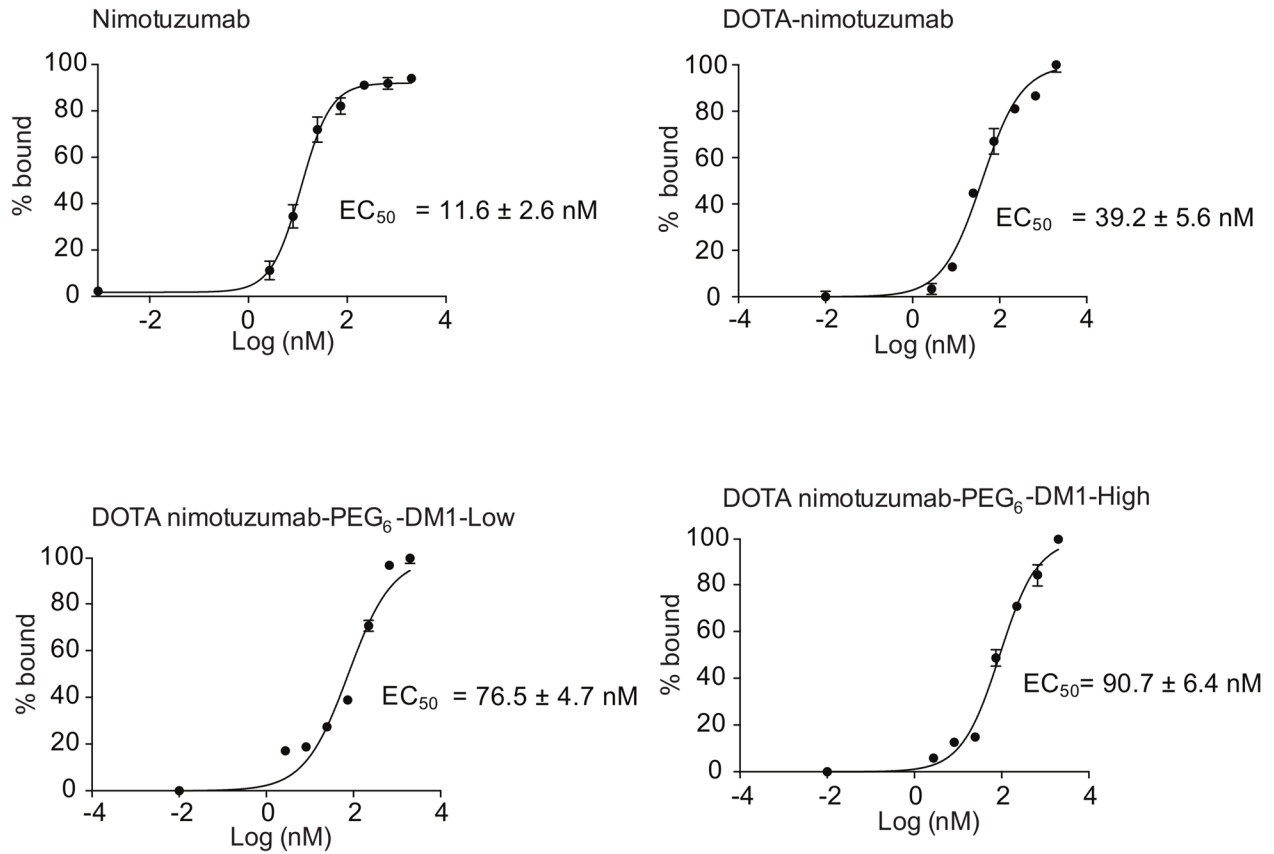 Nimotuzumab
100
80
60
40
20
0
% bound
-2
0
2
4
Log (nM)
EC50 = 11.6 ± 2.6 nM
DOTA-nimotuzumab
100
80
60
40
20
0
% bound
-4
-2
0
2
4
Log (nM)
EC50 = 39.2 ± 5.6 nM
DOTA nimotuzumab-PEG6-DM1-Low
100
80
60
40
20
0
% bound
-4
-2
0
2
4
Log (nM)
EC50 = 76.5 ± 4.7 nM
DOTA nimotuzumab-PEG6-DM1-High
100
80
60
40
20
0
% bound
-4
-2
0
2
4
Log (nM)
EC50= 90.7 ± 6.4 nM